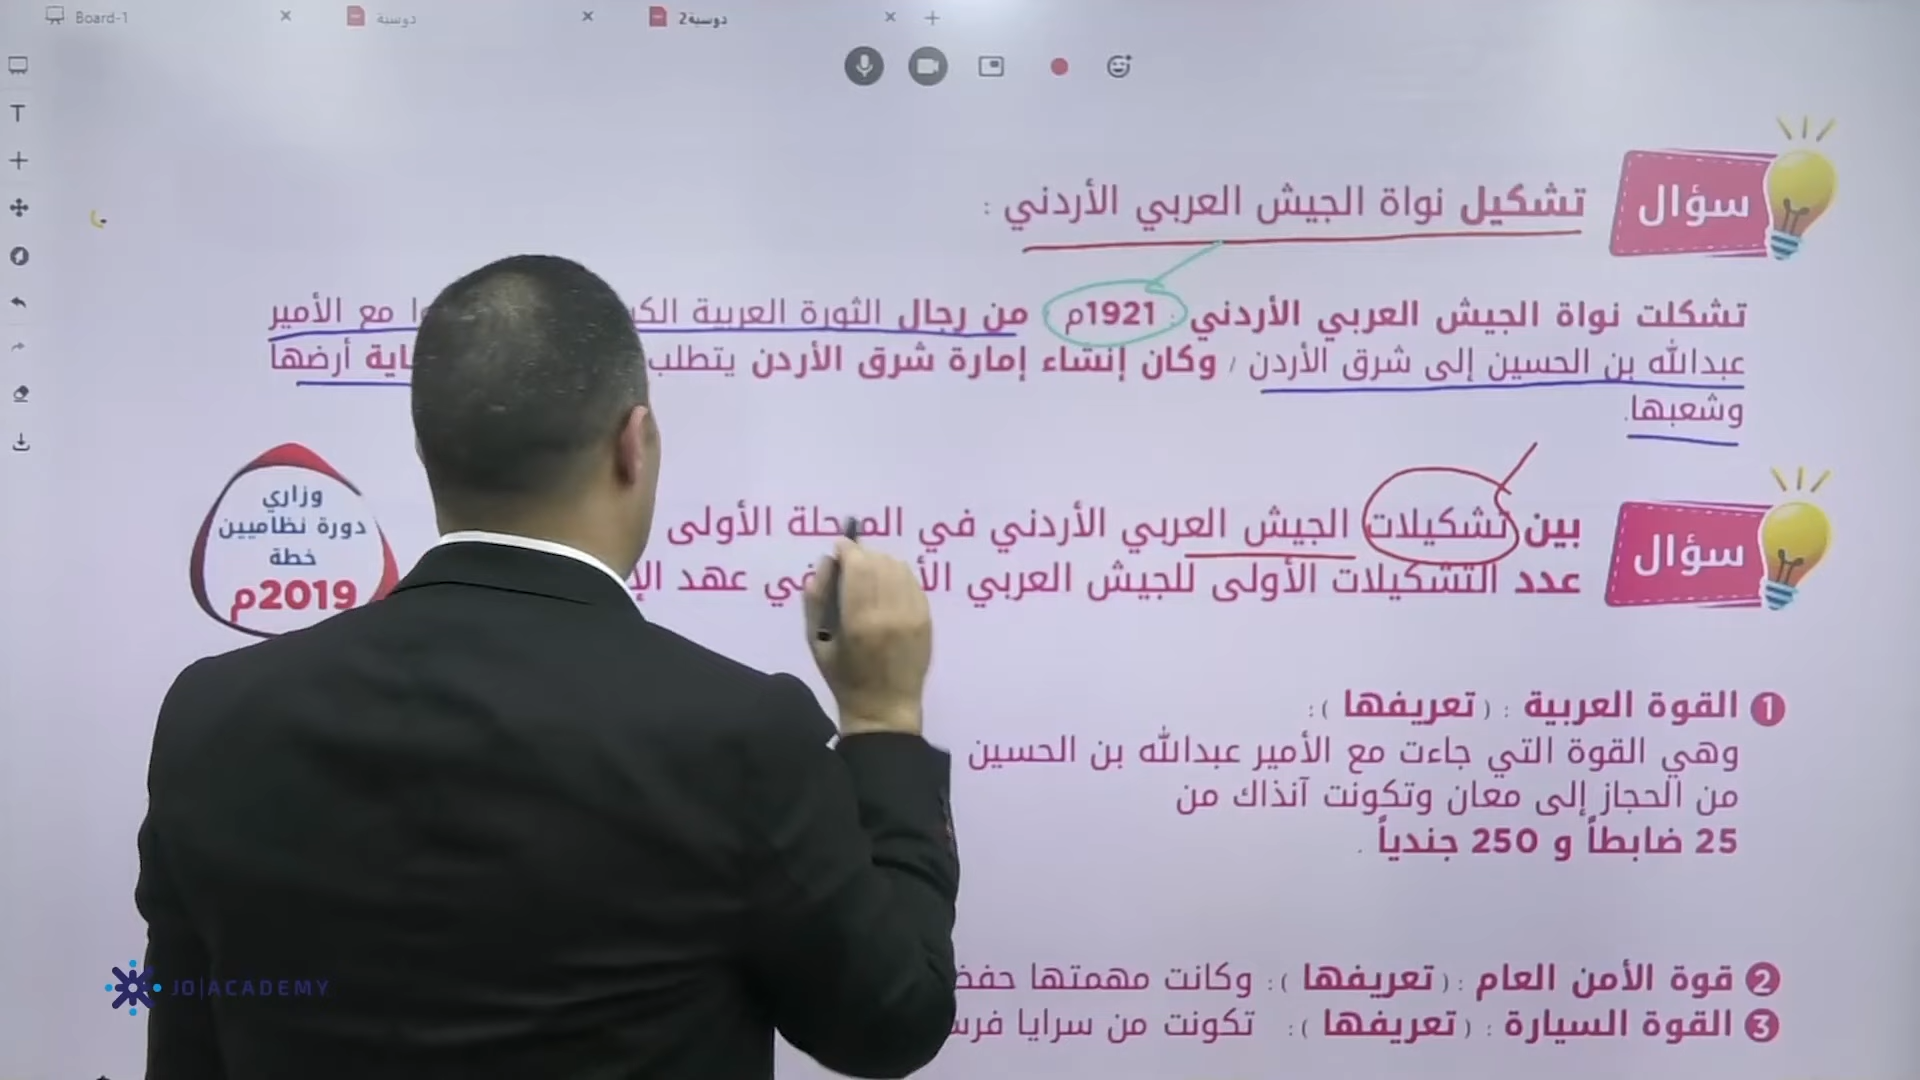 Board-1
دوسية
دوسية2
سؤال
تشكيل نواة الجيش العربي الأردني :
تشكلت نواة الجيش العربي الأردني 1921م من رجال الثورة العربية مع الأمير
عبدالله بن الحسين إلى شرق الأردن / وكان إنشاء إمارة شرق الأردن يتطلب أرضها
وشعبها.
سؤال
بين تشكيلات الجيش العربي الأردني في المرحلة الأولى
عدد التشكيلات الأولى للجيش العربي في عهد
وزاري
دورة نظاميين
خطة
2019م
1 القوة العربية : ( تعريفها ) :
وهي القوة التي جاءت مع الأمير عبدالله بن الحسين
من الحجاز إلى معان وتكونت آنذاك من
25 ضابطاً و 250 جندياً .
2 قوة الأمن العام : ( تعريفها ) : وكانت مهمتها
3 القوة السيارة : ( تعريفها ) : تكونت من سرايا
JO|ACADEMY